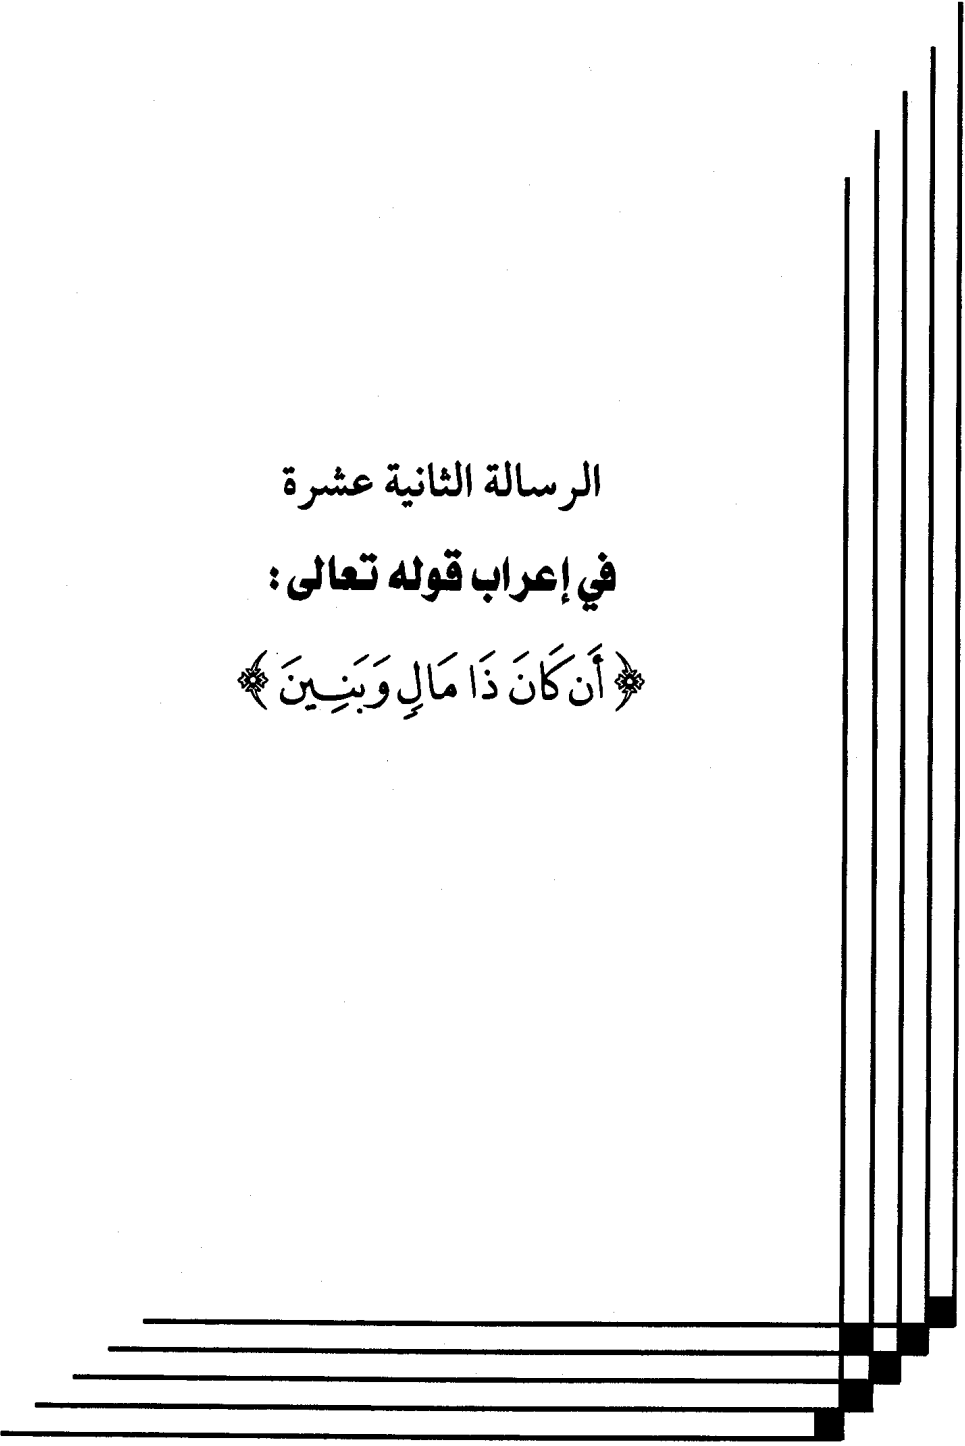 الرسالة الثانية عشرة
في إعراب قوله تعالى:
﴿ أَن كَانَ ذَا مَالٍ وَبَنِينَ ﴾